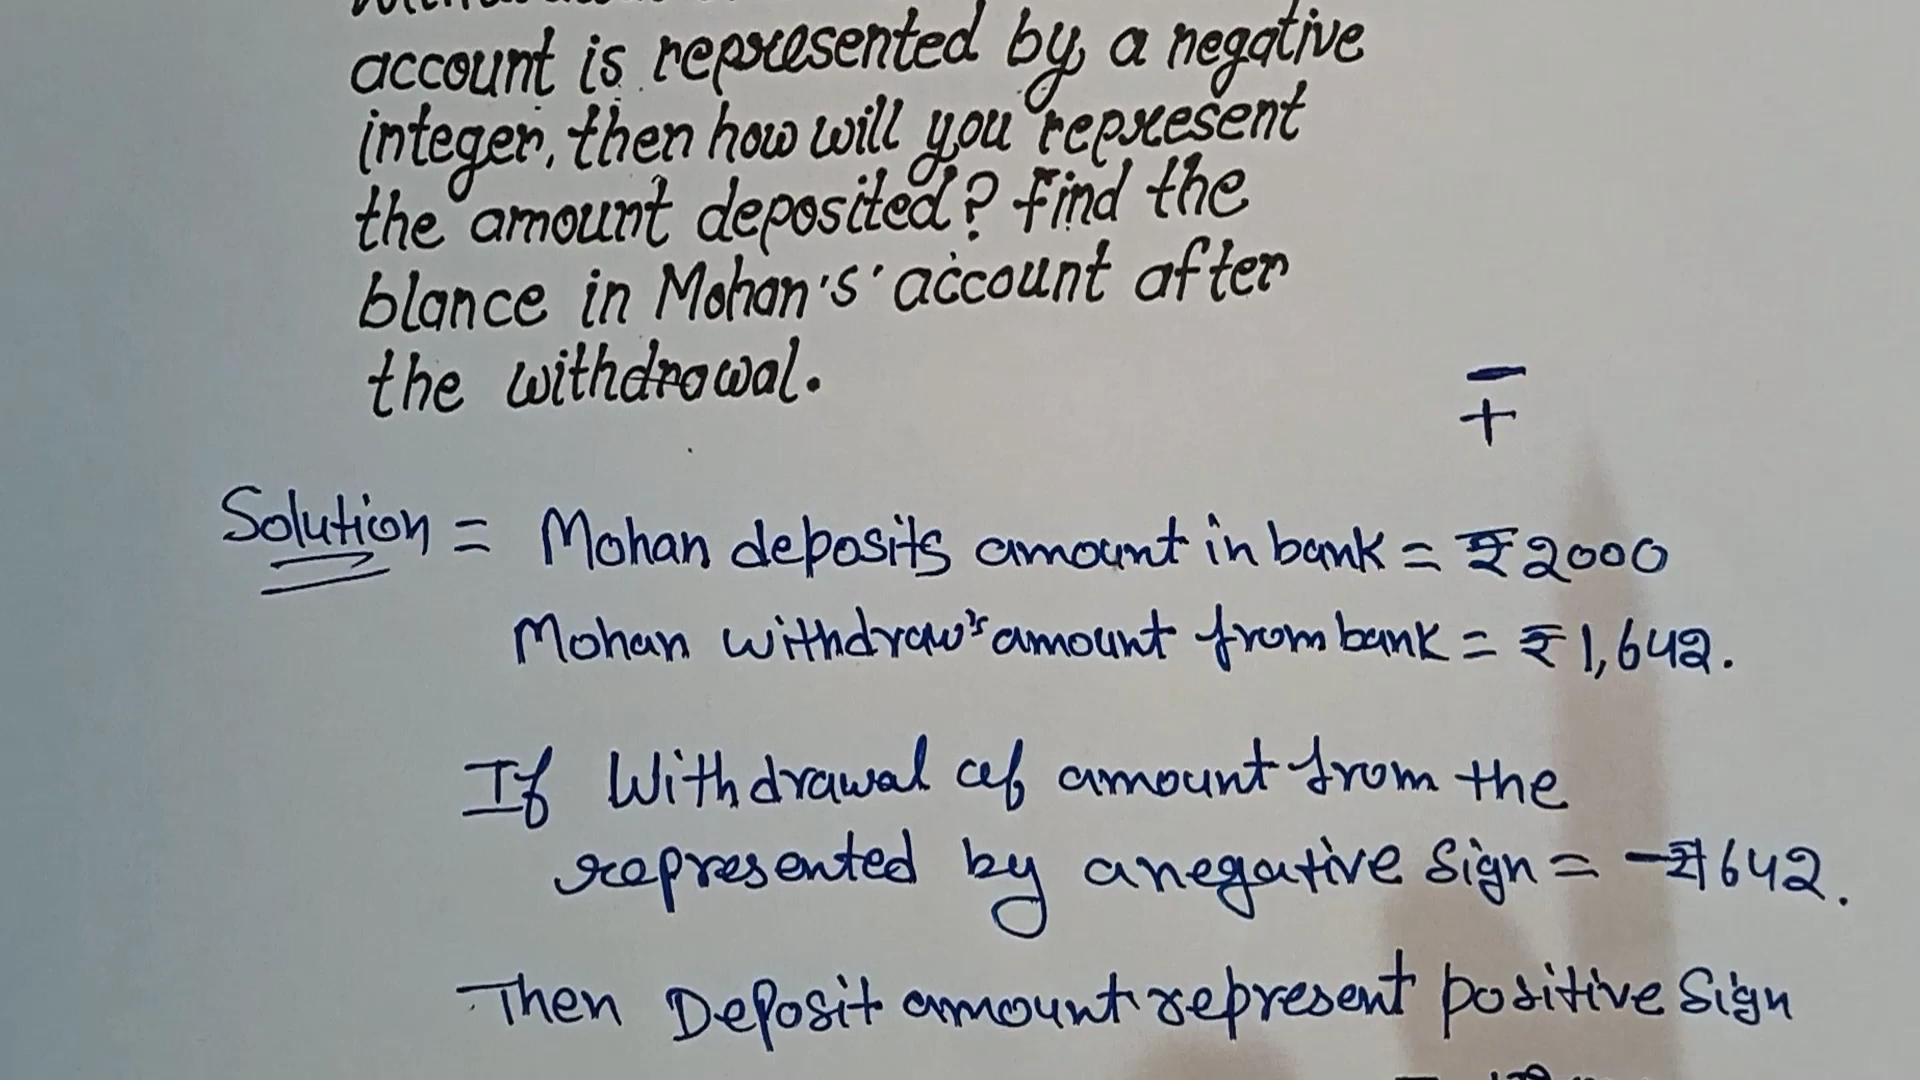 account is represented by a negative
integer, then how will you represent
the amount deposited? find the
blance in Mohan's account after
the withdrawal.
−
+
Solution = Mohan deposits amount in bank = ₹2000
Mohan withdraw's amount from bank = ₹1,642.
If Withdrawal of amount from the
represented by a negative Sign = -₹1642.
Then Deposit amount represent positive Sign